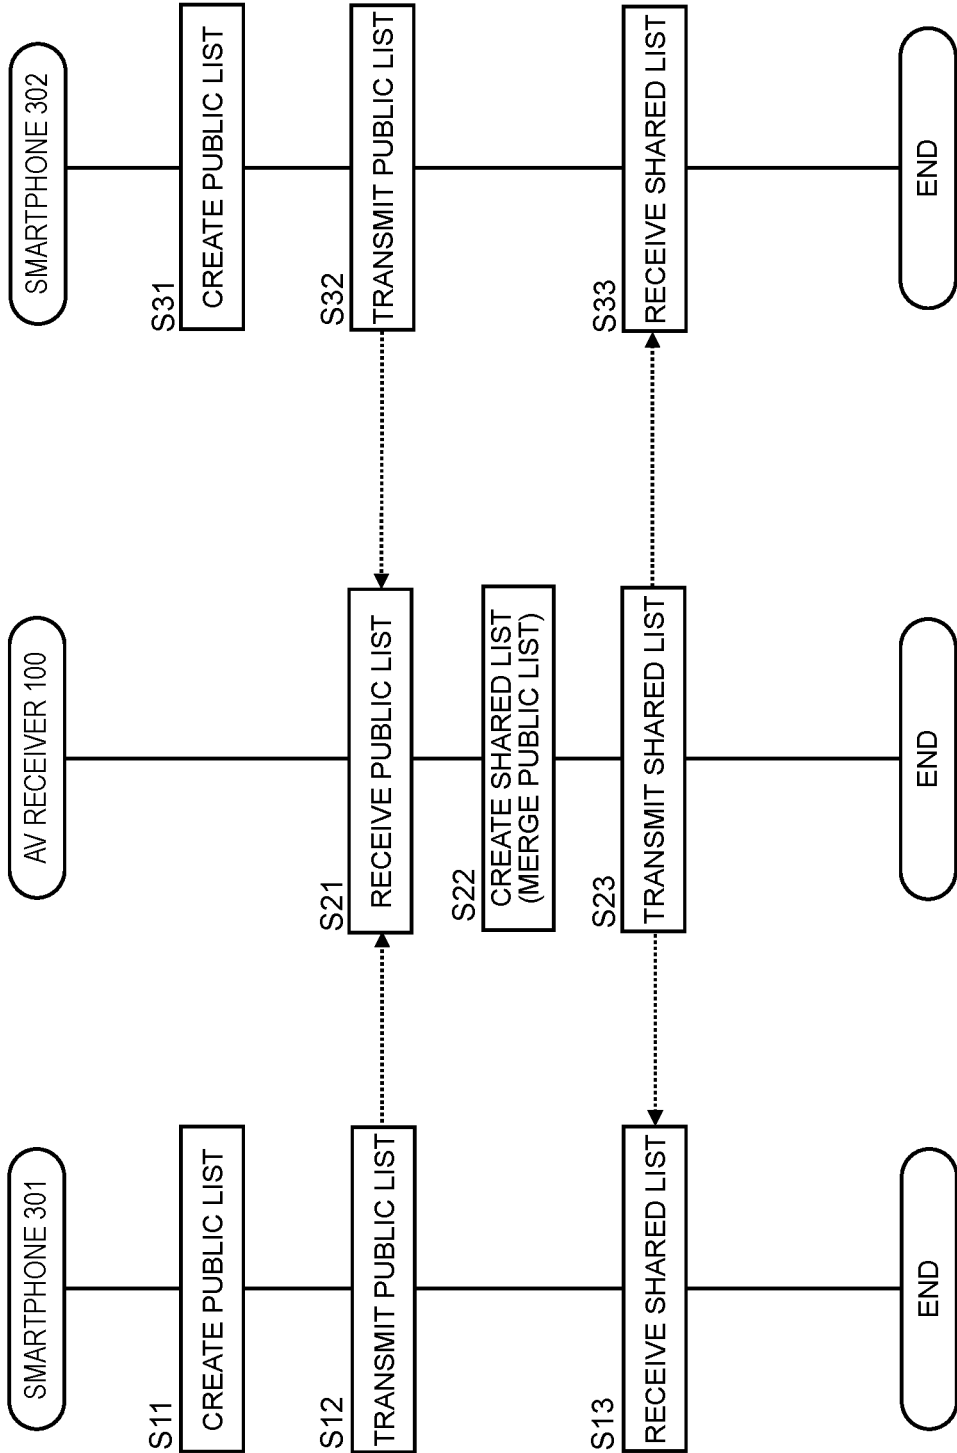 SMARTPHONE 301
S11
CREATE PUBLIC LIST
S12
TRANSMIT PUBLIC LIST
S13
RECEIVE SHARED LIST
END
AV RECEIVER 100
S21
RECEIVE PUBLIC LIST
S22
CREATE SHARED LIST
(MERGE PUBLIC LIST)
S23
TRANSMIT SHARED LIST
END
SMARTPHONE 302
S31
CREATE PUBLIC LIST
S32
TRANSMIT PUBLIC LIST
S33
RECEIVE SHARED LIST
END